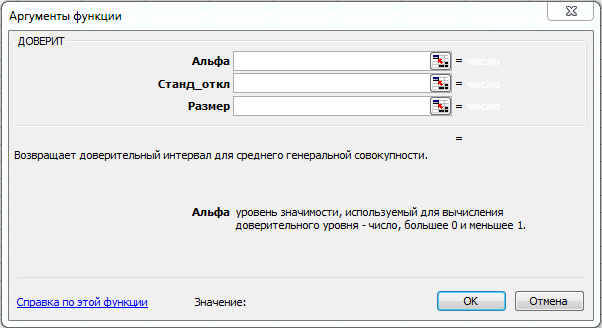 Аргументы функции
ДОВЕРИТ
Альфа = число
Станд_откл = число
Размер = число
=
Возвращает доверительный интервал для среднего генеральной совокупности.
Альфа уровень значимости, используемый для вычисления
доверительного уровня - число, большее 0 и меньшее 1.
Справка по этой функции Значение: OK Отмена